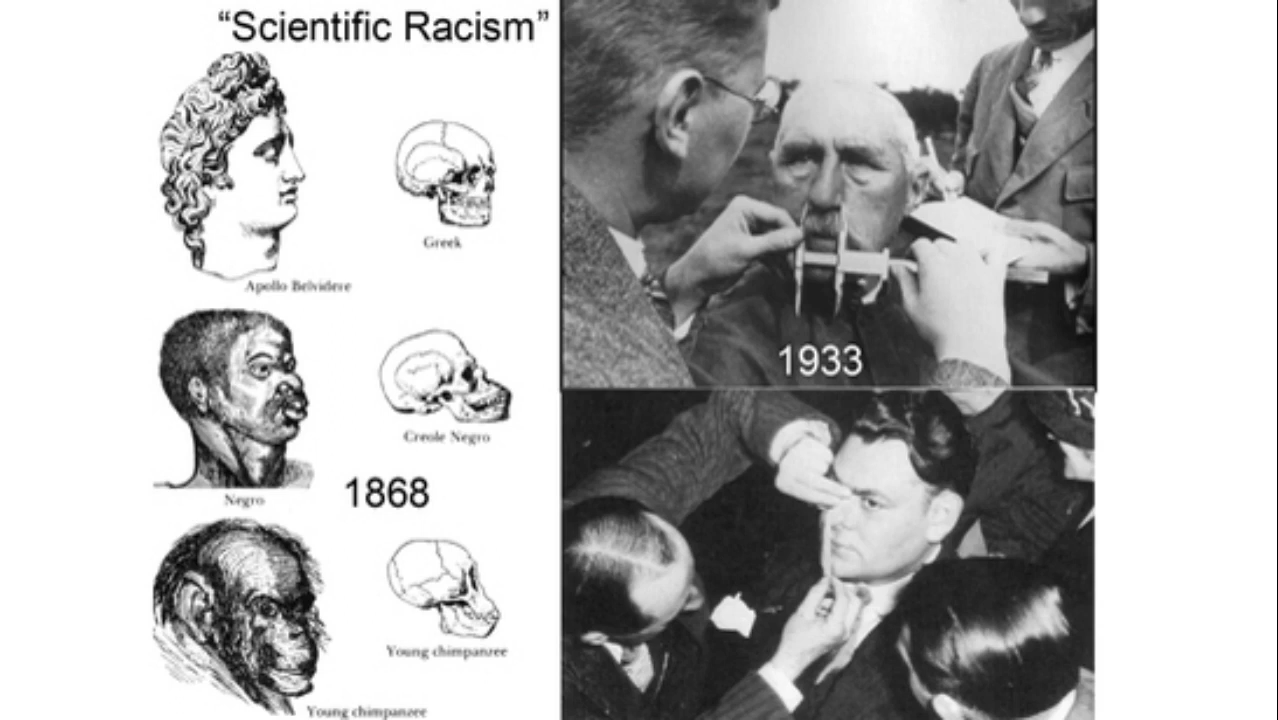 “Scientific Racism”
Apollo Belvidere
Greek
Negro
Creole Negro
1868
Young chimpanzee
Young chimpanzee
1933